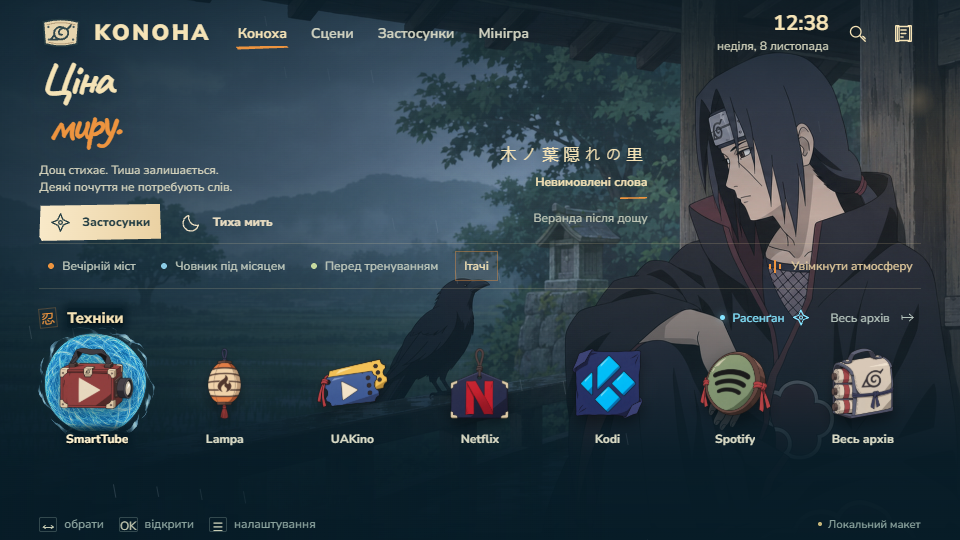 KONOHA
Коноха
Сцени
Застосунки
Мінігра
12:38
неділя, 8 листопада
Ціна
миру.
Дощ стихає. Тиша залишається.
Деякі почуття не потребують слів.
Застосунки
Тиха мить
木ノ葉隠れの里
Невимовлені слова
Веранда після дощу
Вечірній міст
Човник під місяцем
Перед тренуванням
Ітачі
Увімкнути атмосферу
忍 Техніки
Расенґан
Весь архів
SmartTube
Lampa
UAKino
N
Netflix
Kodi
Spotify
Весь архів
обрати
OK відкрити
налаштування
Локальний макет